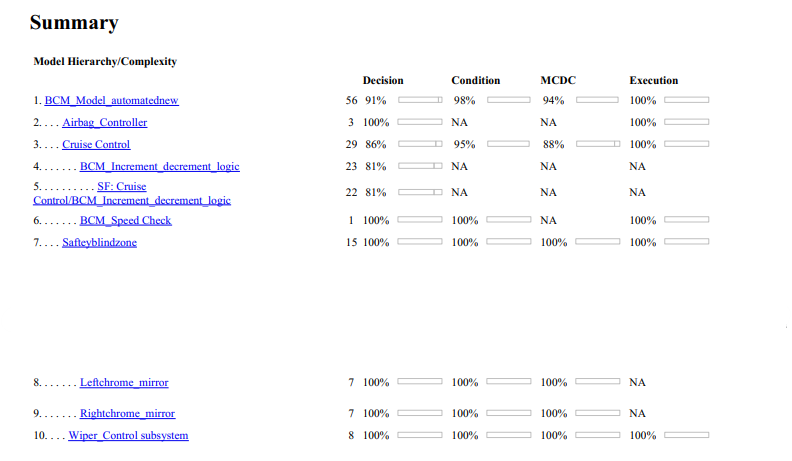 Summary
Model Hierarchy/Complexity
Decision Condition MCDC Execution
1. BCM_Model_automatednew 56 91% 98% 94% 100%
2. . . . Airbag_Controller 3 100% NA NA 100%
3. . . . Cruise Control 29 86% 95% 88% 100%
4. . . . . . . BCM_Increment_decrement_logic 23 81% NA NA NA
5. . . . . . . . . . SF: Cruise
Control/BCM_Increment_decrement_logic 22 81% NA NA NA
6. . . . . . . BCM_Speed Check 1 100% 100% NA 100%
7. . . . Safteyblindzone 15 100% 100% 100% 100%
8. . . . . . . Leftchrome_mirror 7 100% 100% 100% NA
9. . . . . . . Rightchrome_mirror 7 100% 100% 100% NA
10. . . . Wiper_Control subsystem 8 100% 100% 100% 100%